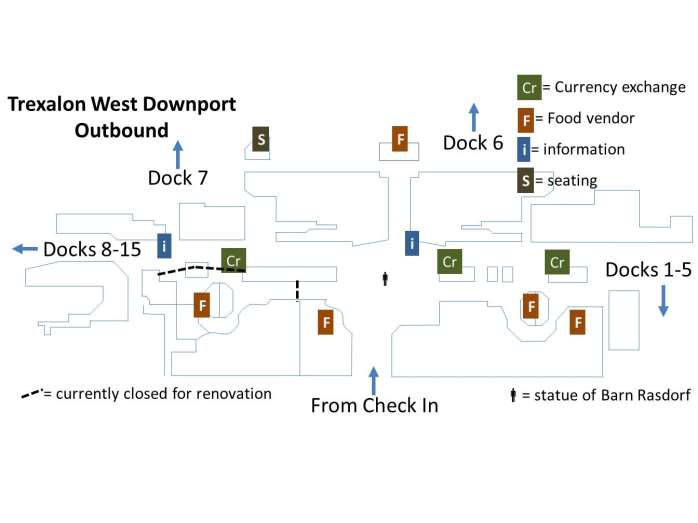 Trexalon West Downport
Outbound
Cr = Currency exchange
F = Food vendor
i = information
S = seating
S
F
Dock 6
Dock 7
Docks 8-15
i
i
Cr
Cr
Cr
Docks 1-5
F
F
F
F
= currently closed for renovation
From Check In
= statue of Barn Rasdorf